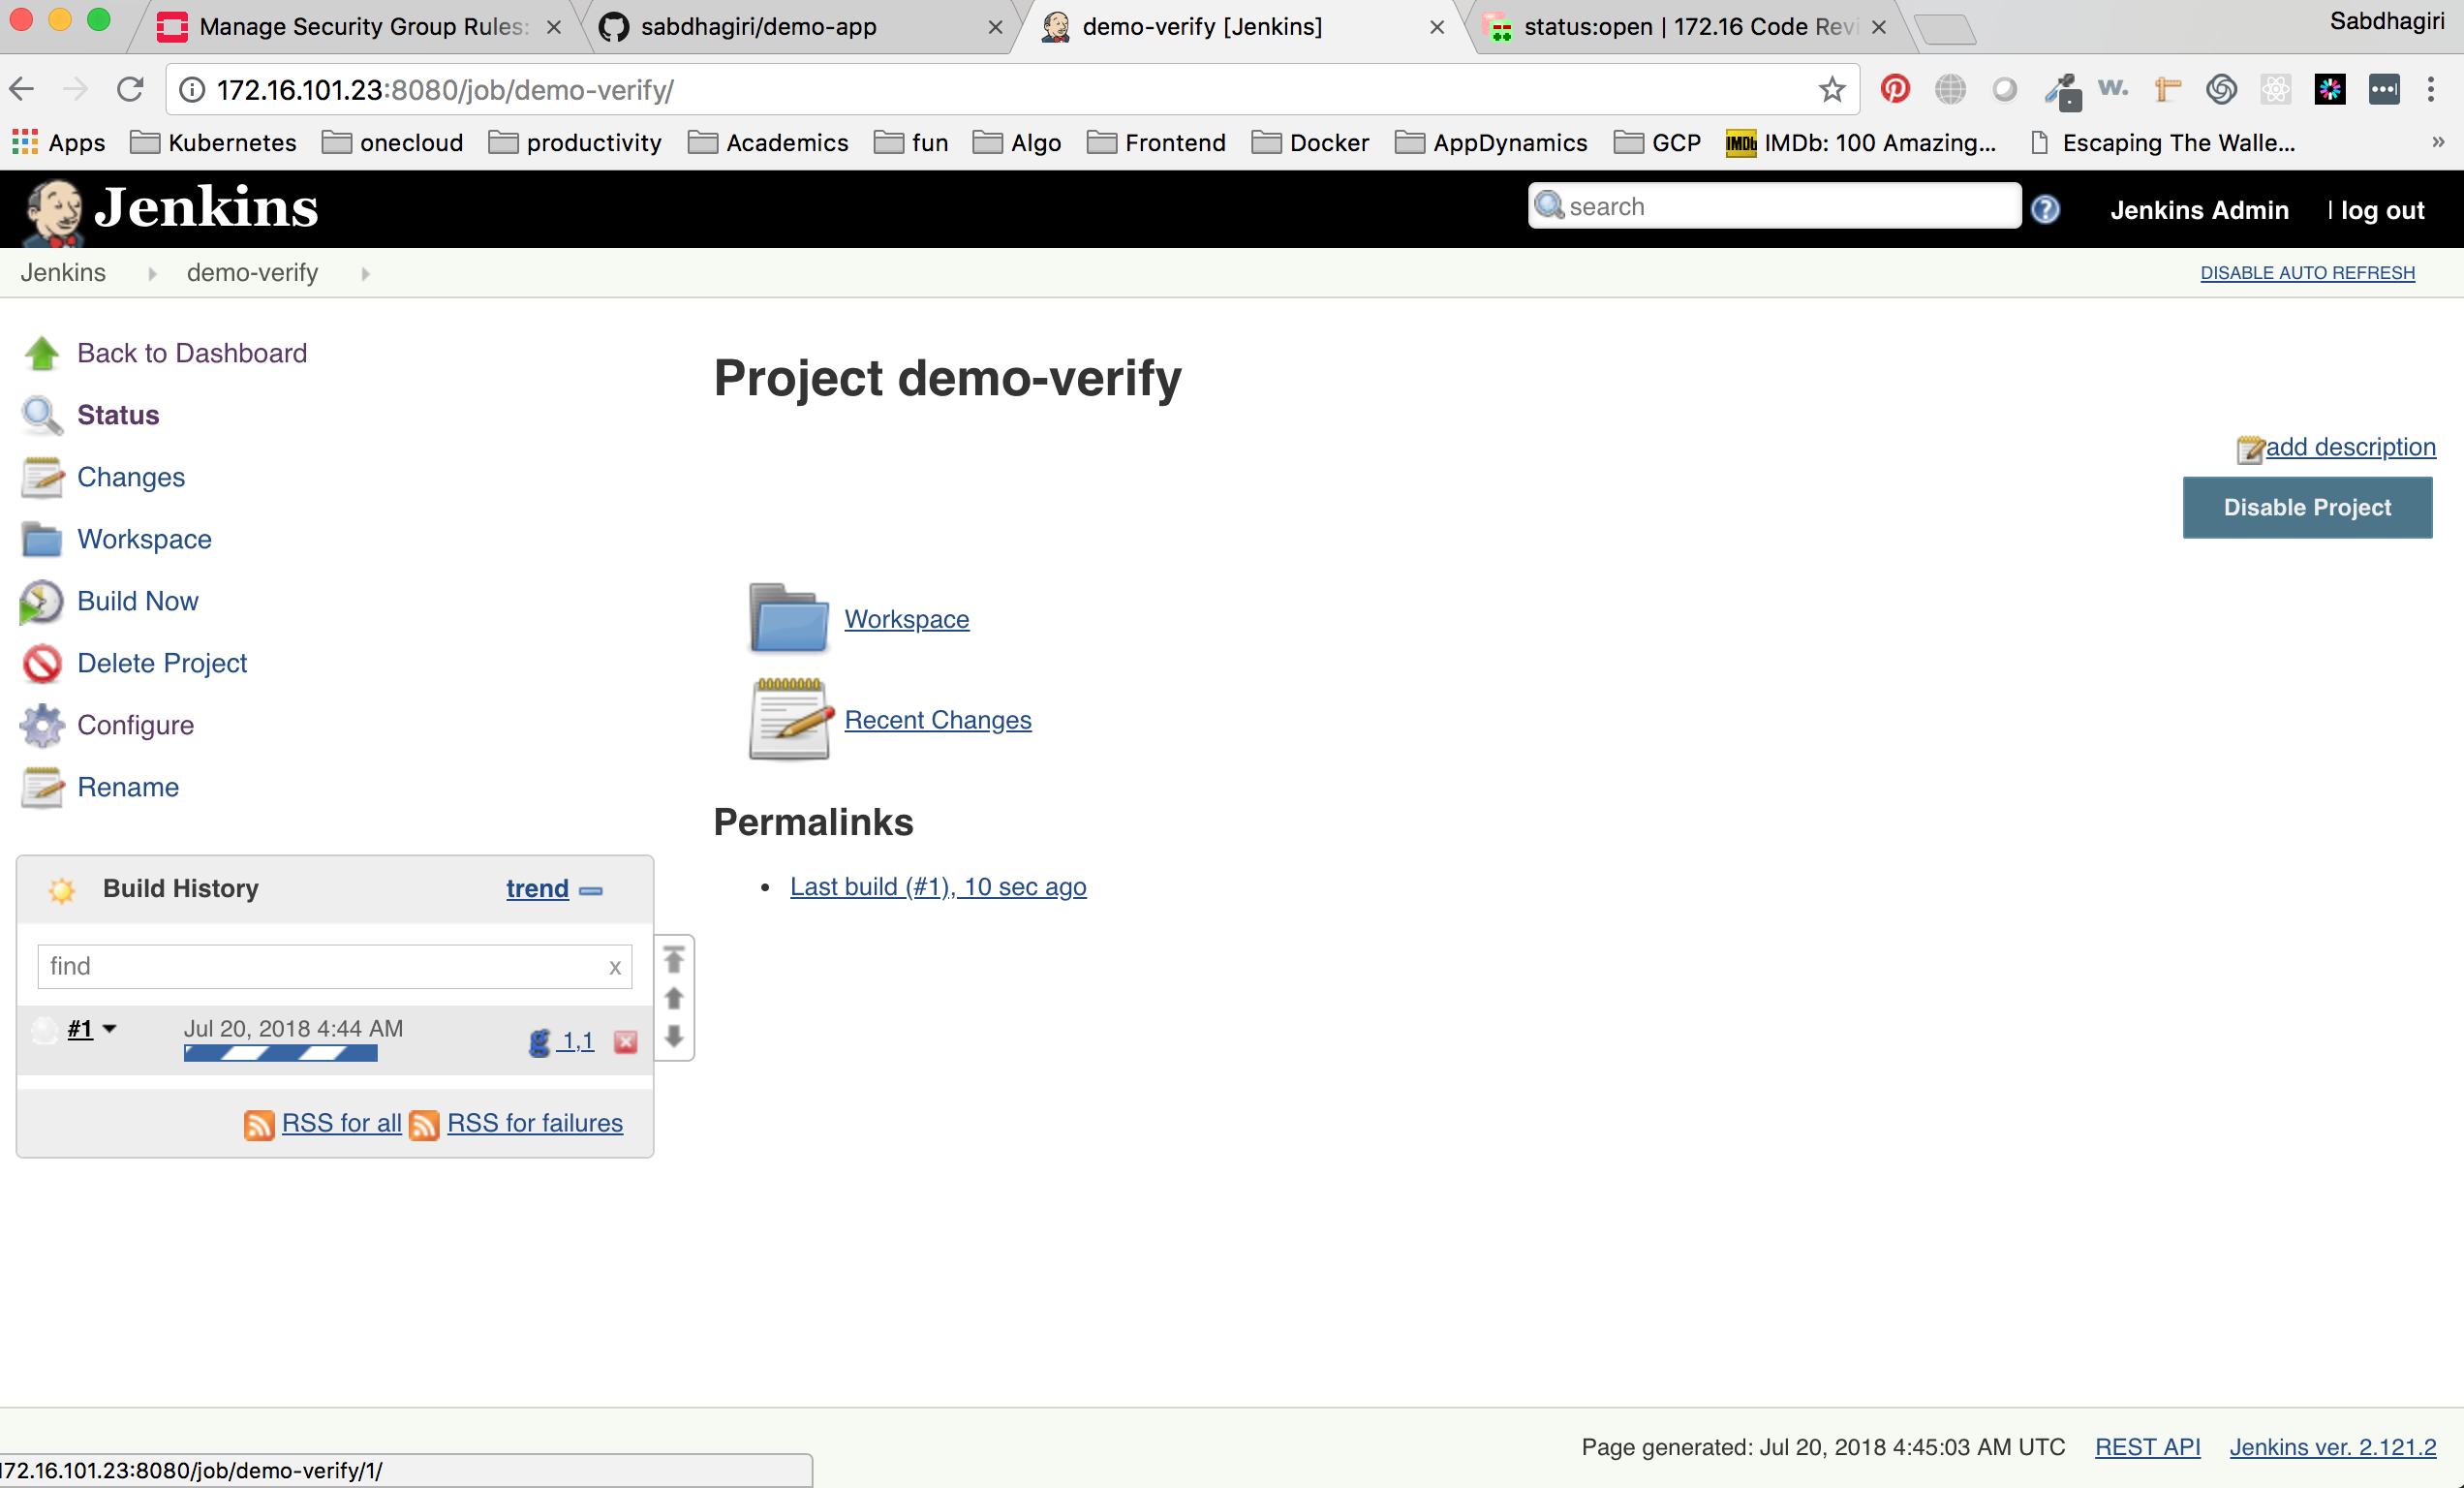 Manage Security Group Rules:
sabdhagiri/demo-app
demo-verify [Jenkins]
status:open | 172.16 Code Revi
Sabdhagiri
172.16.101.23:8080/job/demo-verify/
w.
Apps
Kubernetes
onecloud
productivity
Academics
fun
Algo
Frontend
Docker
AppDynamics
GCP
IMDb: 100 Amazing...
Escaping The Walle...
»
Jenkins
search
Jenkins Admin
| log out
Jenkins
demo-verify
DISABLE AUTO REFRESH
Back to Dashboard
Status
Changes
Workspace
Build Now
Delete Project
Configure
Rename
Project demo-verify
add description
Disable Project
Workspace
Recent Changes
Permalinks
• Last build (#1), 10 sec ago
Build History
trend
find
x
#1
Jul 20, 2018 4:44 AM
1,1
RSS for all
RSS for failures
Page generated: Jul 20, 2018 4:45:03 AM UTC
REST API
Jenkins ver. 2.121.2
172.16.101.23:8080/job/demo-verify/1/